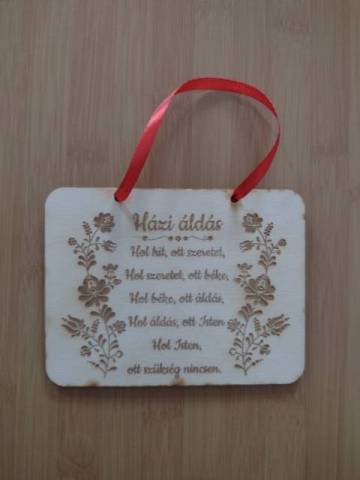 Házi áldás
Hol hit, ott szeretet,
Hol szeretet, ott béke,
Hol béke, ott áldás,
Hol áldás, ott Isten
Hol Isten,
ott szükség nincsen.